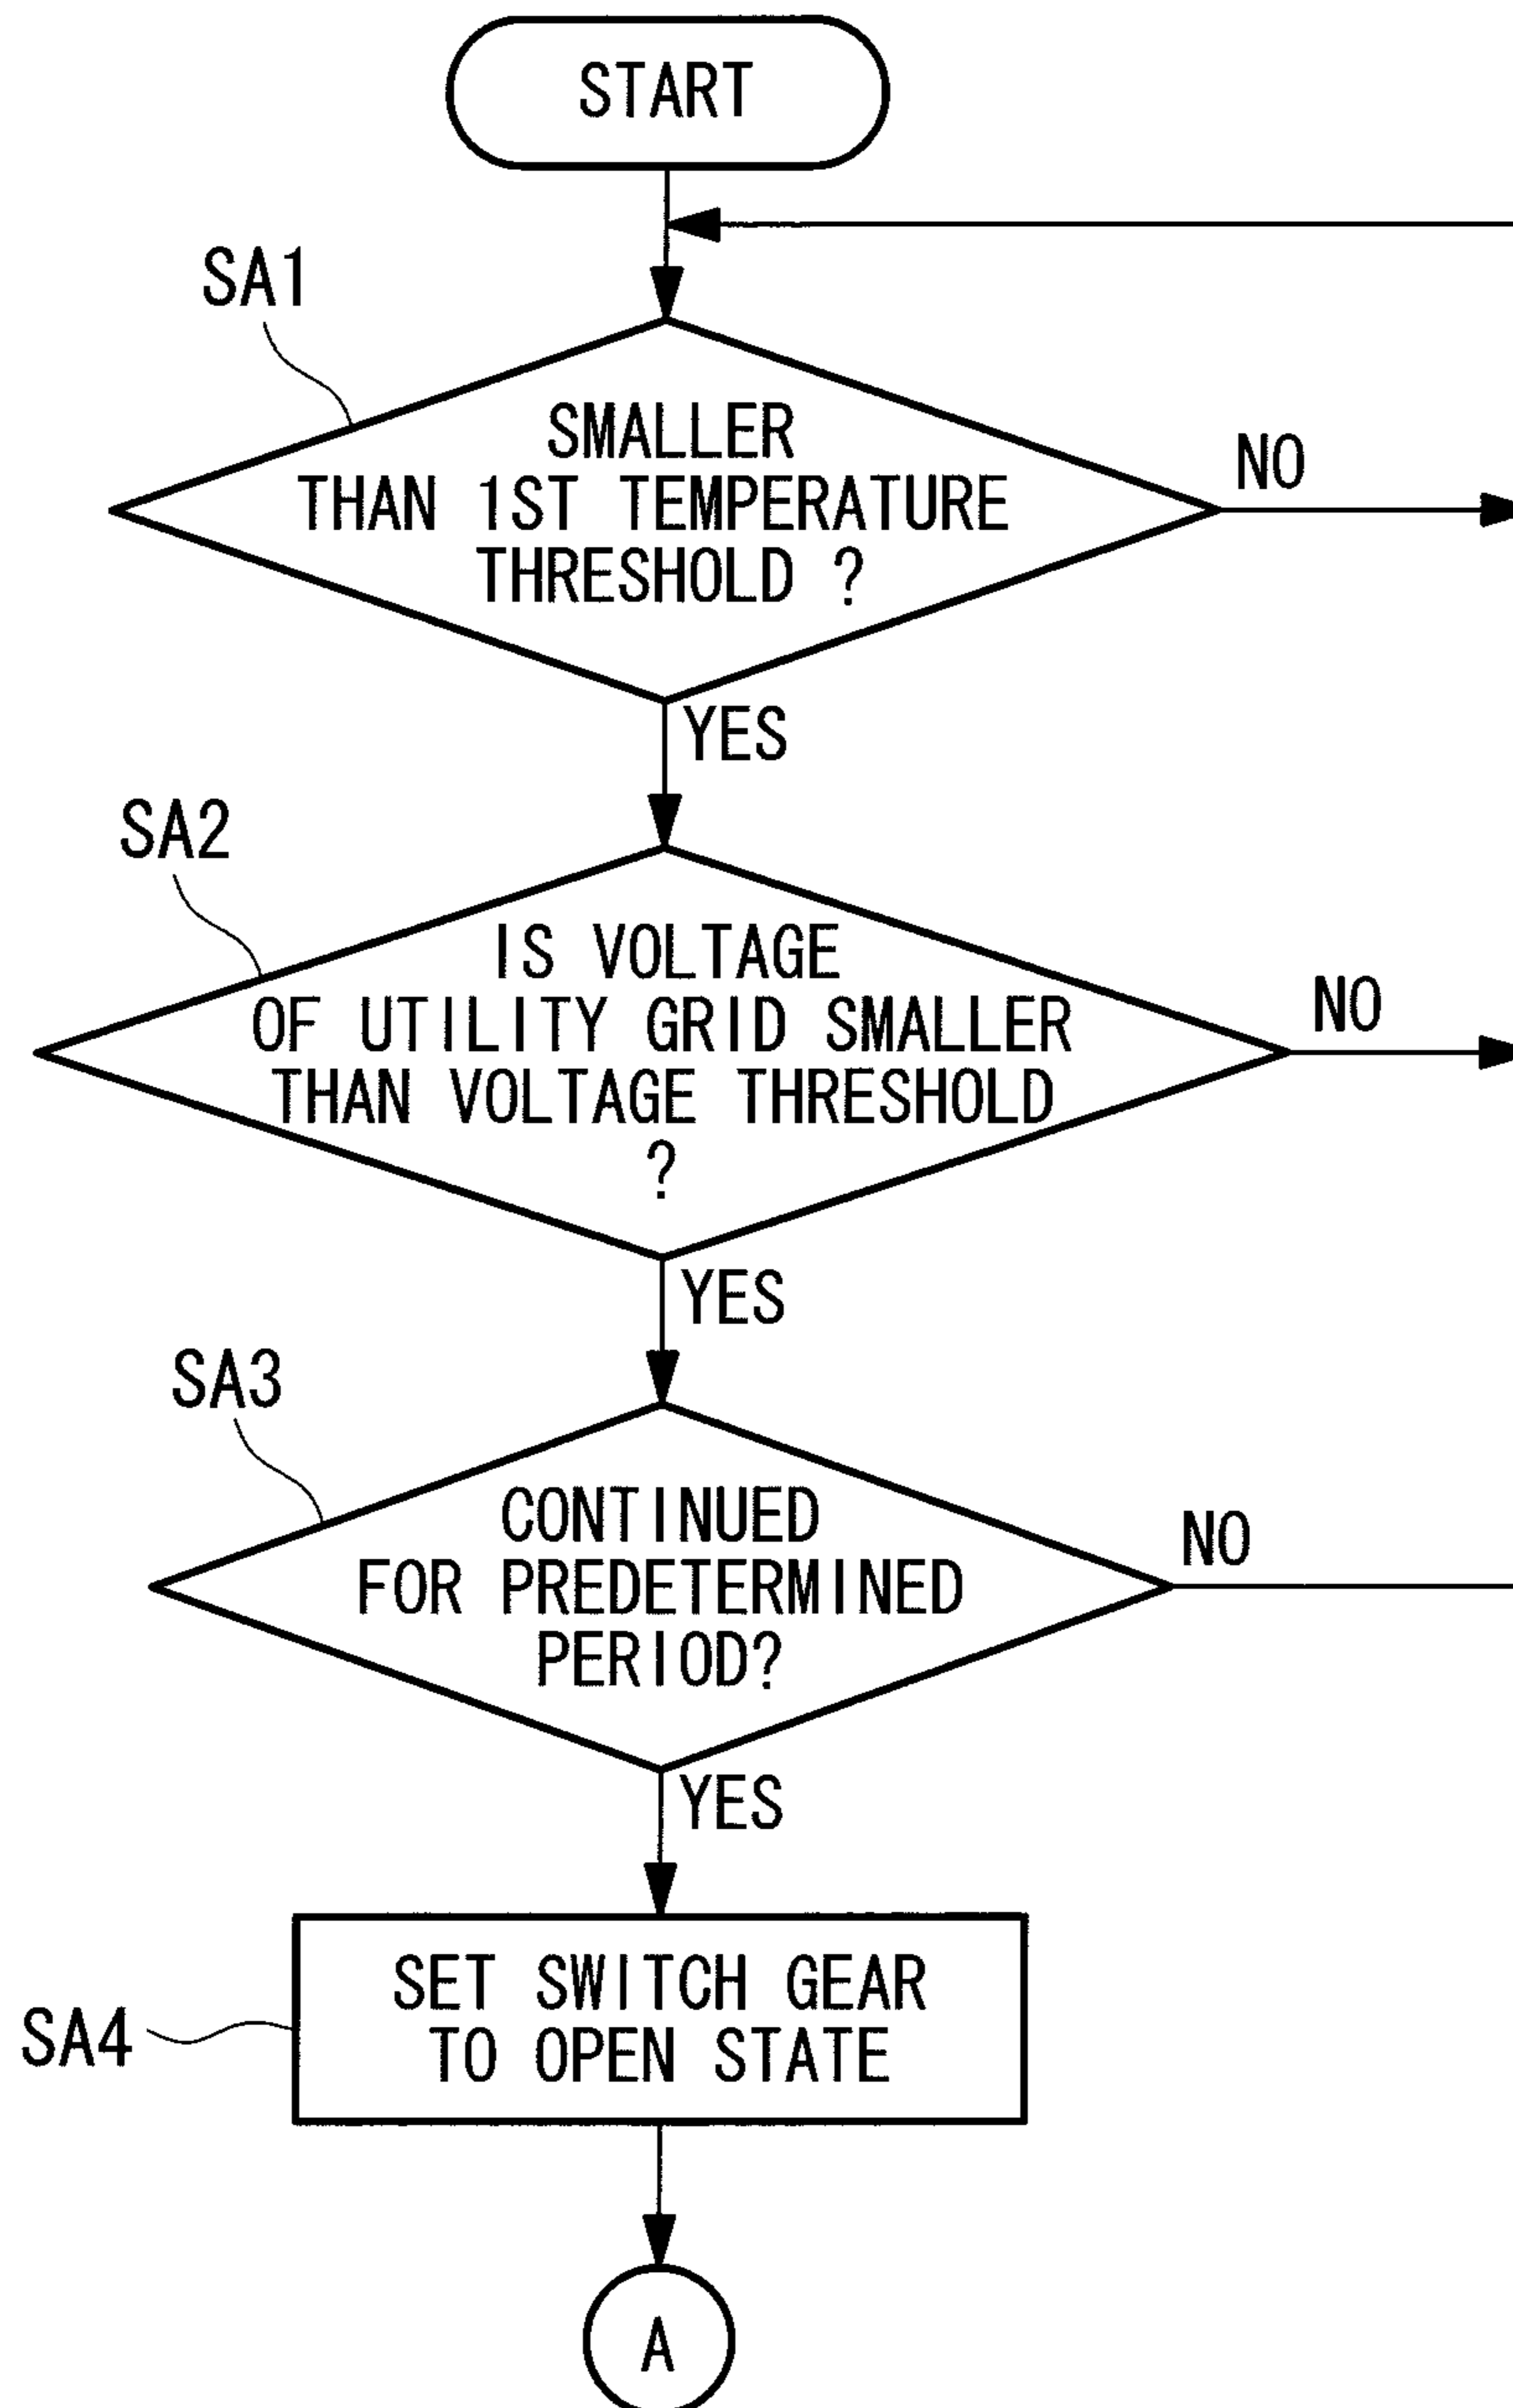 START
SA1
SMALLER
THAN 1ST TEMPERATURE
THRESHOLD ?
NO
YES
SA2
IS VOLTAGE
OF UTILITY GRID SMALLER
THAN VOLTAGE THRESHOLD
?
NO
YES
SA3
CONTINUED
FOR PREDETERMINED
PERIOD?
NO
YES
SA4
SET SWITCH GEAR
TO OPEN STATE
A